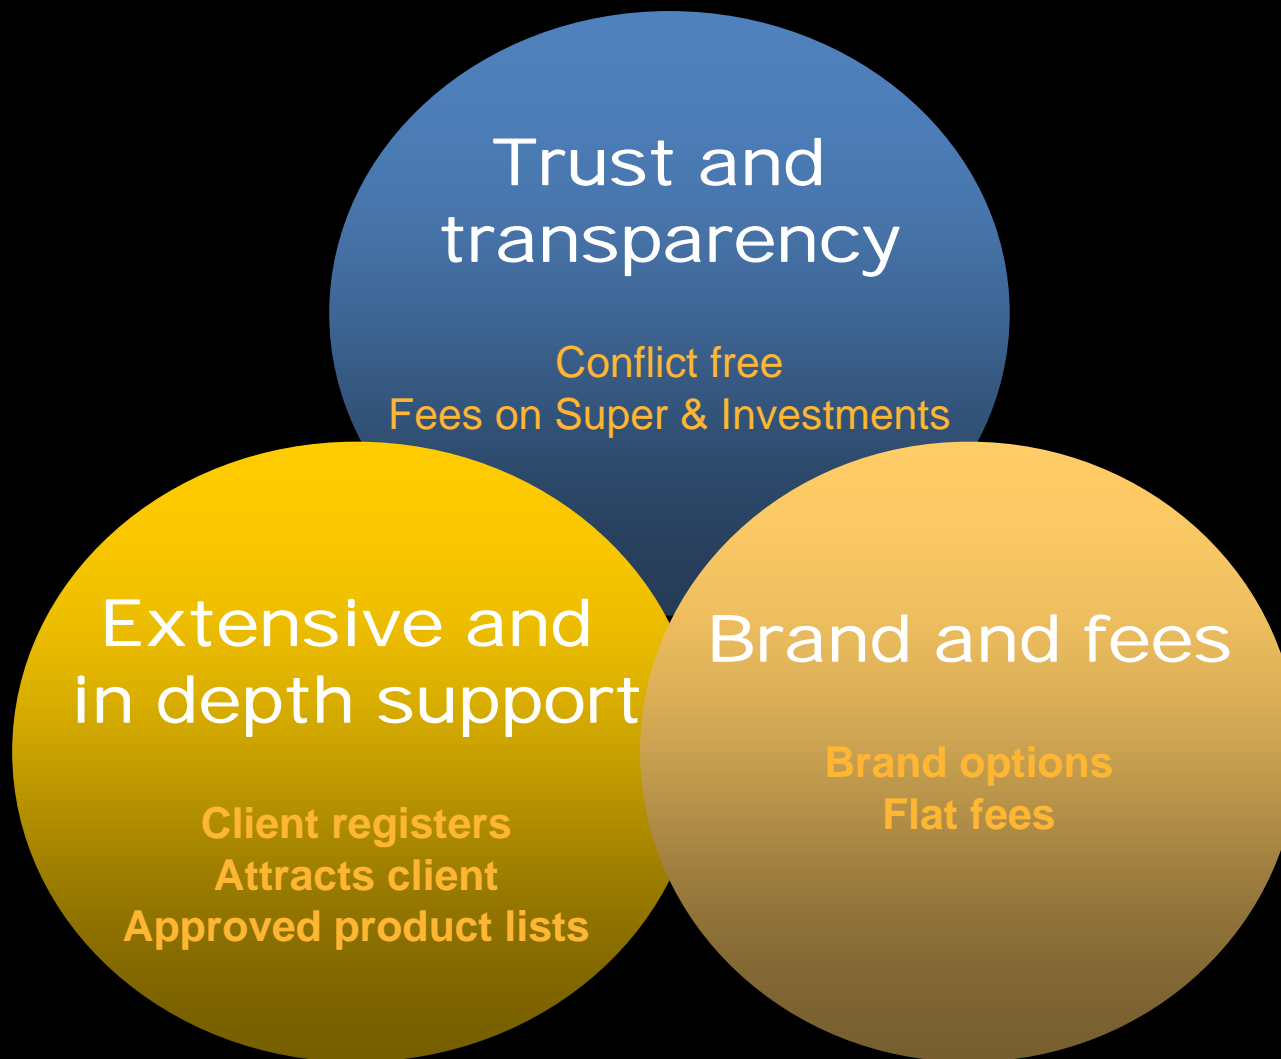 Trust and
transparency
Conflict free
Fees on Super & Investments
Extensive and
in depth support
Client registers
Attracts client
Approved product lists
Brand and fees
Brand options
Flat fees